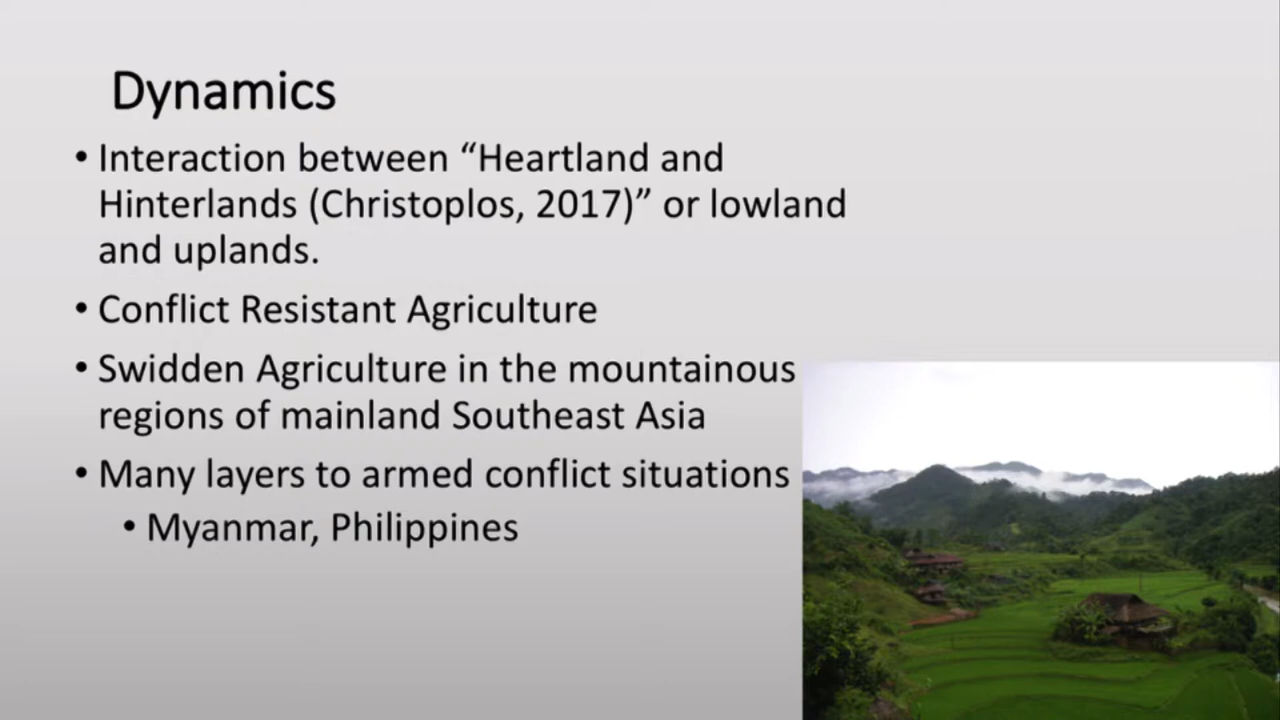 Dynamics
• Interaction between “Heartland and
Hinterlands (Christoplos, 2017)” or lowland
and uplands.
• Conflict Resistant Agriculture
• Swidden Agriculture in the mountainous
regions of mainland Southeast Asia
• Many layers to armed conflict situations
• Myanmar, Philippines